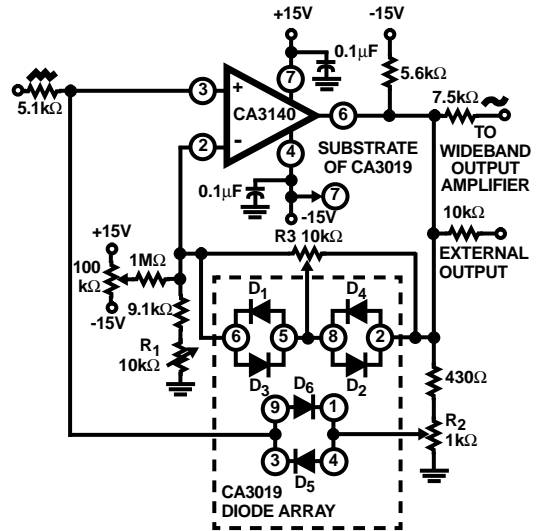 +15V
-15V
0.1µF
5.6kΩ
5.1kΩ
7
3
+
CA3140
6
7.5kΩ
2
-
4
SUBSTRATE
OF CA3019
TO
WIDEBAND
OUTPUT
AMPLIFIER
0.1µF
7
-15V
10kΩ
EXTERNAL
OUTPUT
+15V
R3 10kΩ
1MΩ
100
kΩ
-15V
9.1kΩ
D1
D4
6
5
8
2
R1
10kΩ
D3
D2
430Ω
D6
9
1
R2
1kΩ
3
4
D5
CA3019
DIODE ARRAY